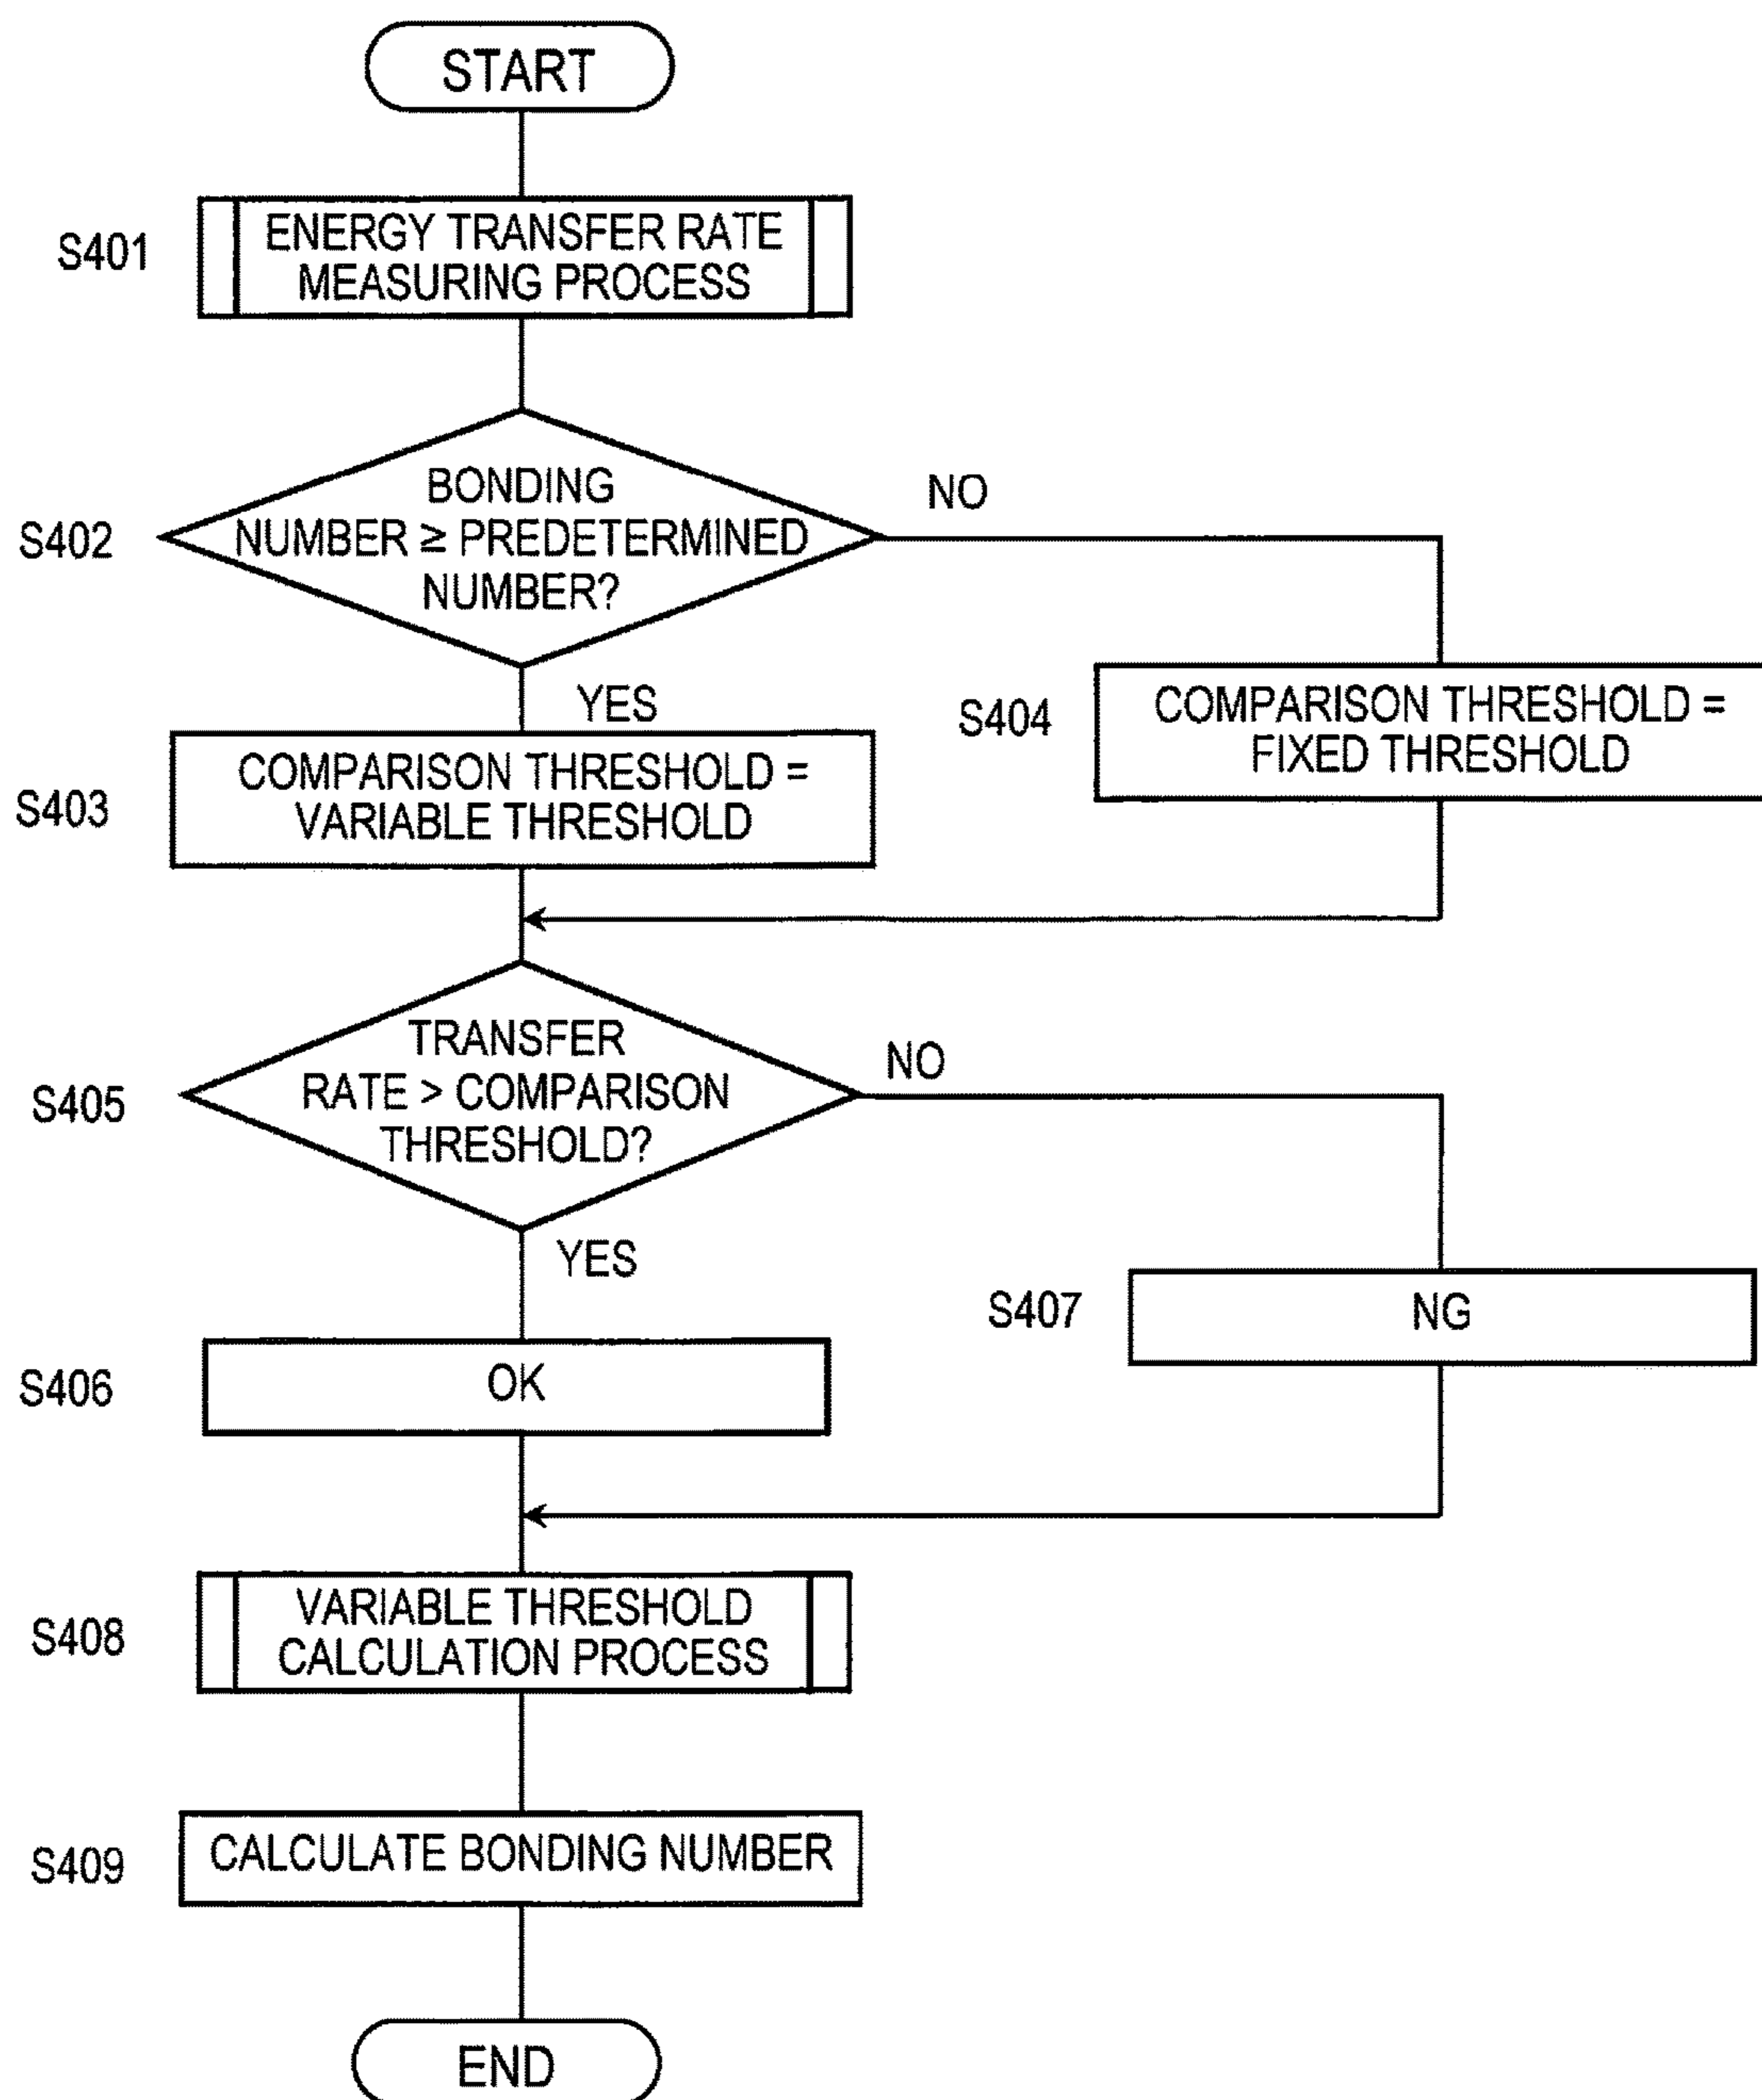 START
S401
ENERGY TRANSFER RATE
MEASURING PROCESS
S402
BONDING
NUMBER ≥ PREDETERMINED
NUMBER?
NO
YES
S403
COMPARISON THRESHOLD =
VARIABLE THRESHOLD
S404
COMPARISON THRESHOLD =
FIXED THRESHOLD
S405
TRANSFER
RATE > COMPARISON
THRESHOLD?
NO
YES
S406
OK
S407
NG
S408
VARIABLE THRESHOLD
CALCULATION PROCESS
S409
CALCULATE BONDING NUMBER
END